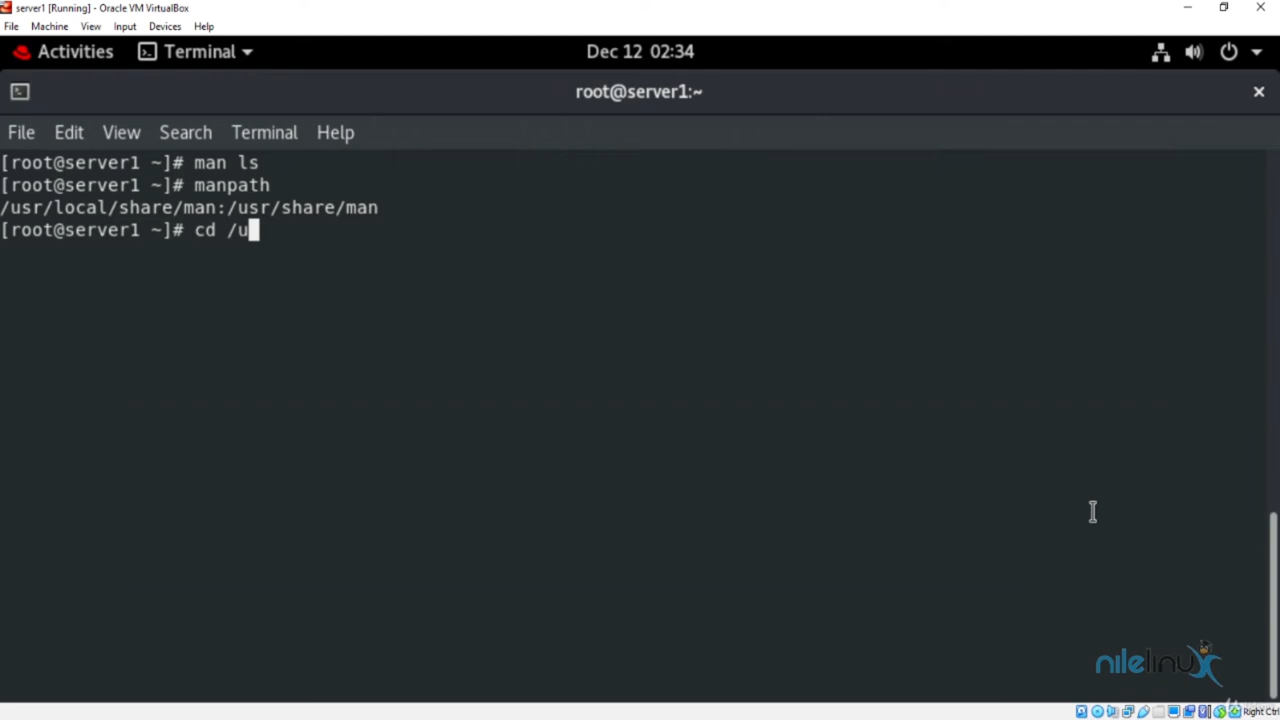 server1 [Running] - Oracle VM VirtualBox
File Machine View Input Devices Help
Activities Terminal Dec 12 02:34
root@server1:~
File Edit View Search Terminal Help
[root@server1 ~]# man ls
[root@server1 ~]# manpath
/usr/local/share/man:/usr/share/man
[root@server1 ~]# cd /u
nilelinux
Right Ctrl